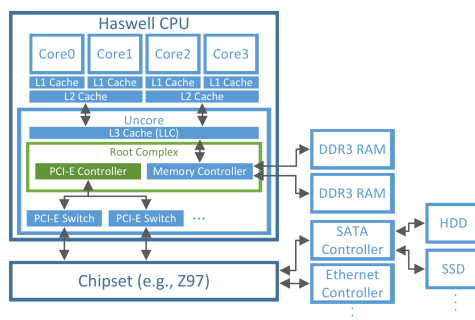 Haswell CPU
Core0 Core1 Core2 Core3
L1 Cache L1 Cache L1 Cache L1 Cache
L2 Cache L2 Cache
Uncore
L3 Cache (LLC)
Root Complex
PCI-E Controller Memory Controller
PCI-E Switch PCI-E Switch ...
Chipset (e.g., Z97)
DDR3 RAM
DDR3 RAM
SATA
Controller
Ethernet
Controller
HDD
SSD